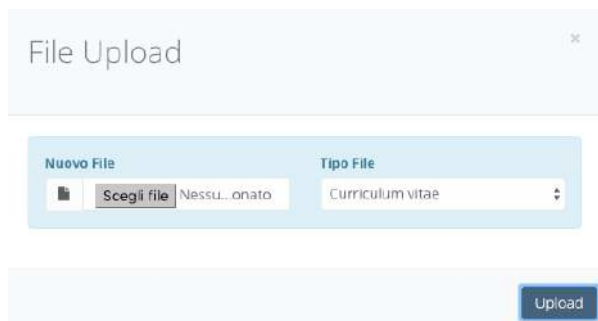 File Upload ×
Nuovo File Tipo File
Scegli file Nessu...onato Curriculum vitae
Upload